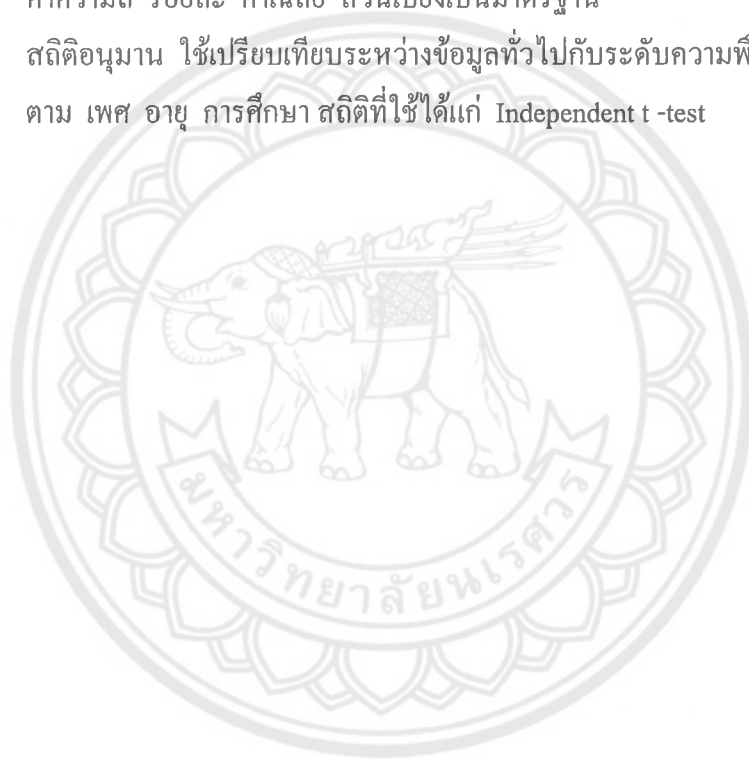 ค่าความถี่ ร้อยละ ค่าเฉลี่ย ส่วนเบี่ยงเบนมาตรฐาน
สถิติอนุมาน ใช้เปรียบเทียบระหว่างข้อมูลทั่วไปกับระดับความพึ
ตาม เพศ อายุ การศึกษา สถิติที่ใช้ได้แก่ Independent t -test
มหาวิทยาลัยนเรศวร